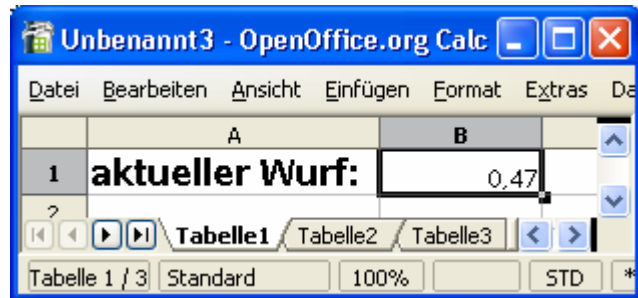 Unbenannt3 - OpenOffice.org Calc
Datei Bearbeiten Ansicht Einfügen Format Extras Da
A B
1 aktueller Wurf: 0,47
2
Tabelle1 Tabelle2 Tabelle3
Tabelle 1 / 3 Standard 100% STD *